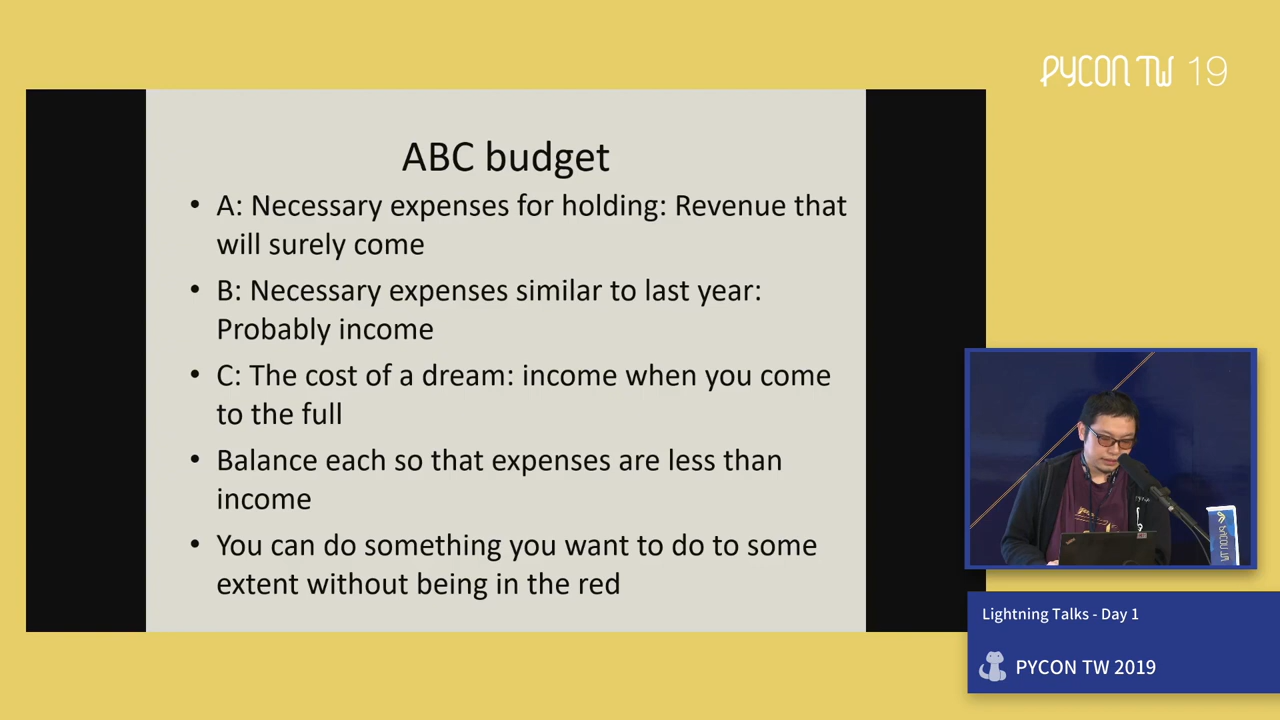 PYCON TW 19
ABC budget
• A: Necessary expenses for holding: Revenue that
will surely come
• B: Necessary expenses similar to last year:
Probably income
• C: The cost of a dream: income when you come
to the full
• Balance each so that expenses are less than
income
• You can do something you want to do to some
extent without being in the red
PYCON TW
Lightning Talks - Day 1
PYCON TW 2019